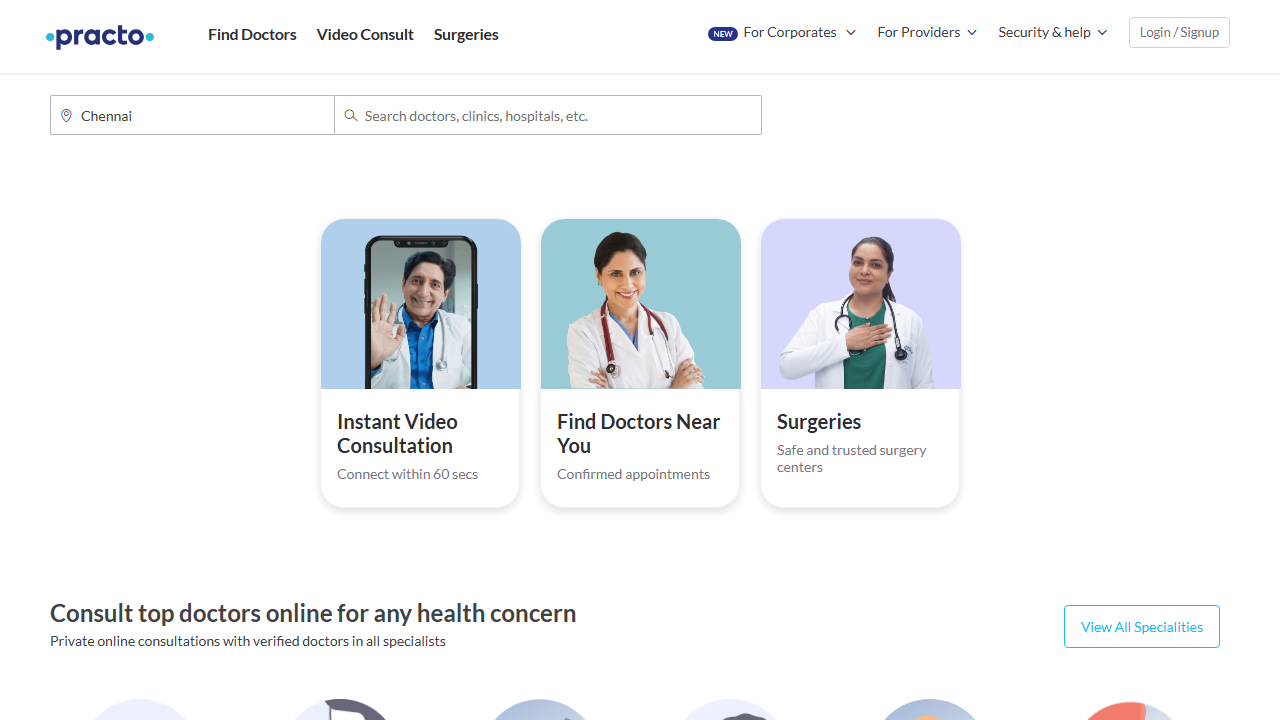 practo
Find Doctors
Video Consult
Surgeries
NEW For Corporates
For Providers
Security & help
Login / Signup
Chennai
Search doctors, clinics, hospitals, etc.
Instant Video
Consultation
Connect within 60 secs
Find Doctors Near
You
Confirmed appointments
Surgeries
Safe and trusted surgery
centers
Consult top doctors online for any health concern
Private online consultations with verified doctors in all specialists
View All Specialities